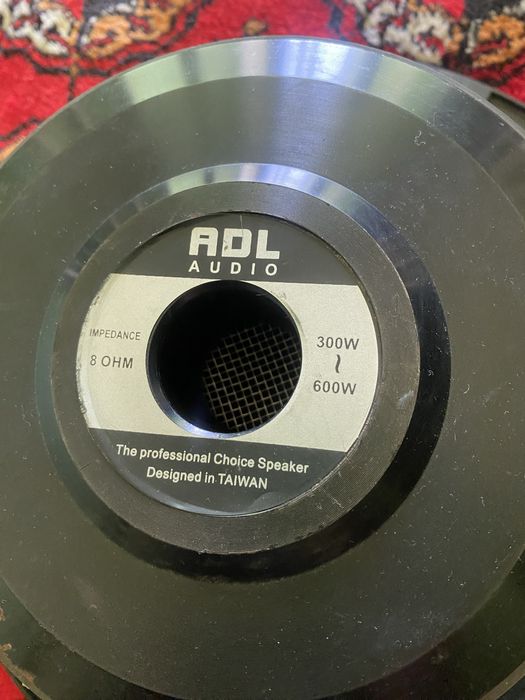 ADL
AUDIO
IMPEDANCE
8 OHM
300W
~
600W
The professional Choice Speaker
Designed in TAIWAN